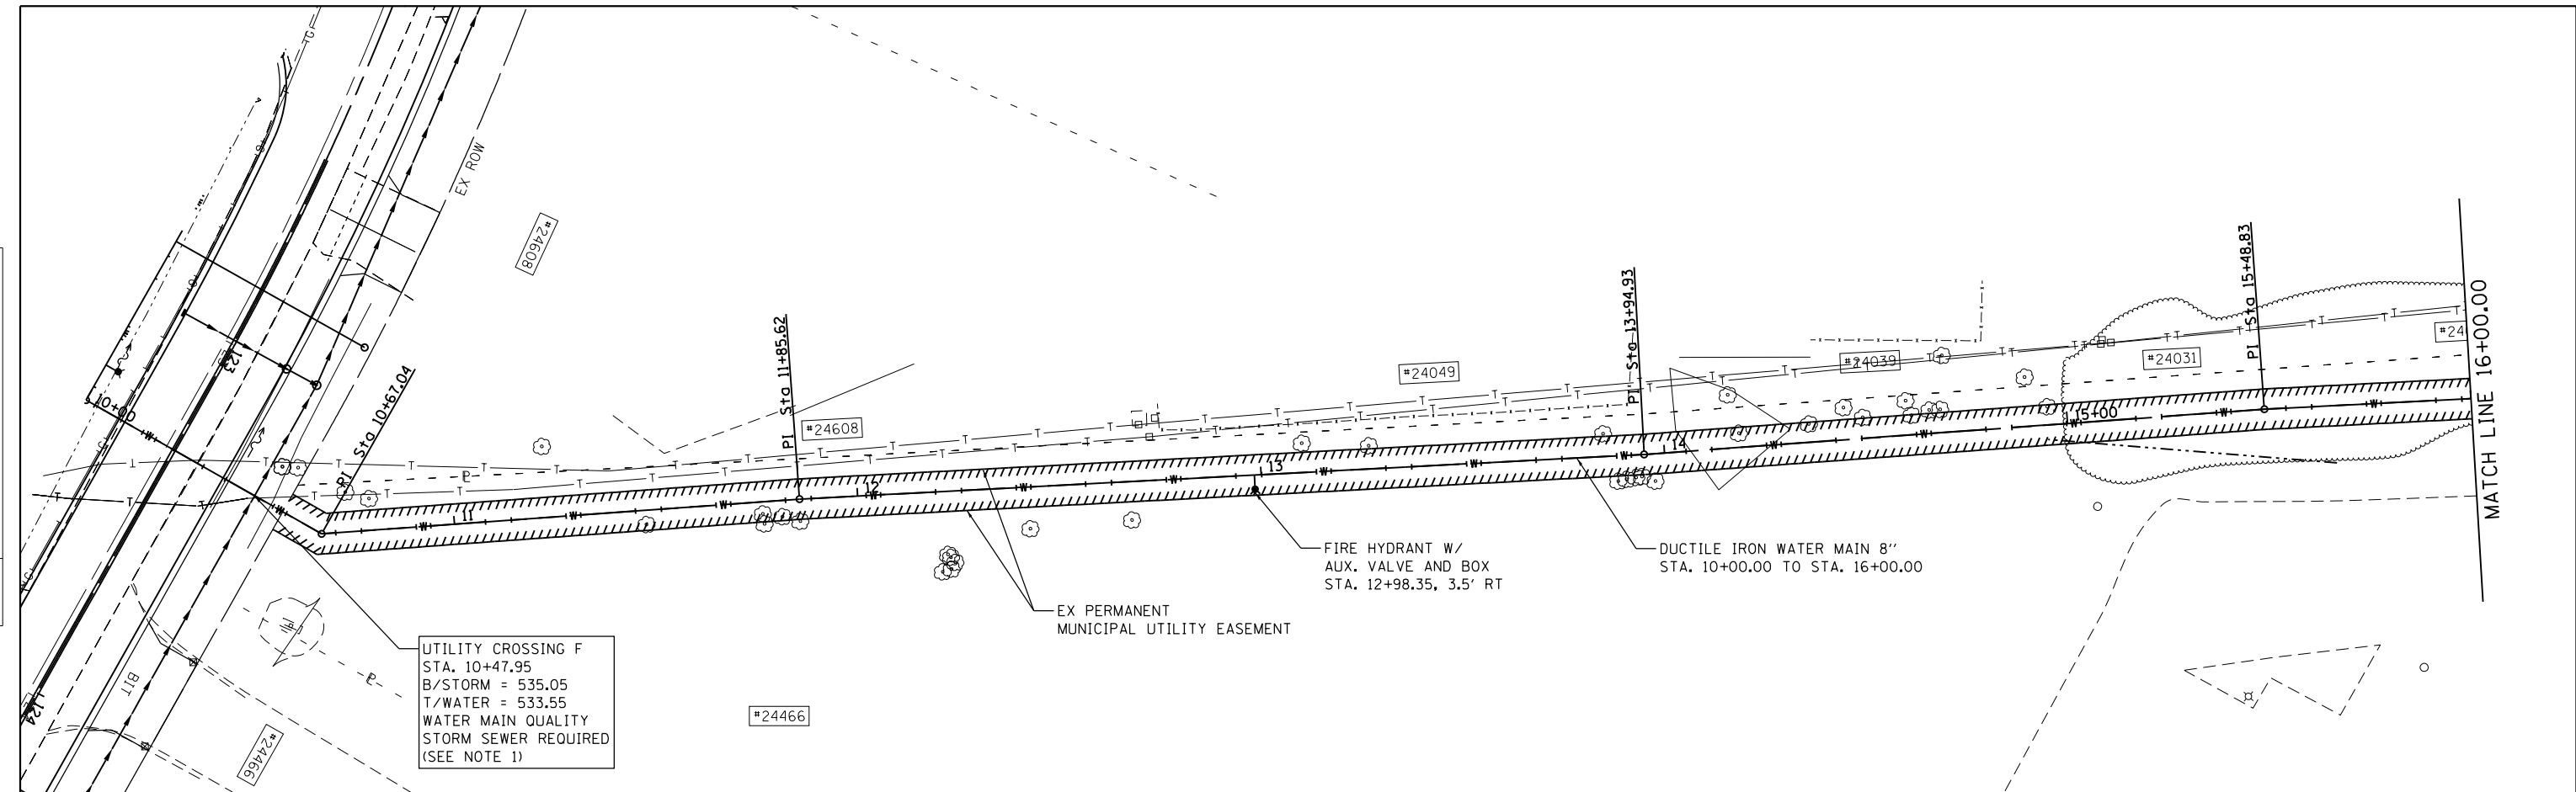 EX ROW
#24608
10+00
123
PI Sta 10+67.04
PI Sta 11+85.62
#24608
#24049
PI Sta 13+94.93
#24039
#24031
PI Sta 15+48.83
#24
MATCH LINE 16+00.00
11
12
13
14
15+00
FIRE HYDRANT W/
AUX. VALVE AND BOX
STA. 12+98.35, 3.5' RT
DUCTILE IRON WATER MAIN 8''
STA. 10+00.00 TO STA. 16+00.00
EX PERMANENT
MUNICIPAL UTILITY EASEMENT
UTILITY CROSSING F
STA. 10+47.95
B/STORM = 535.05
T/WATER = 533.55
WATER MAIN QUALITY
STORM SEWER REQUIRED
(SEE NOTE 1)
#24466
BIT
124
#24466